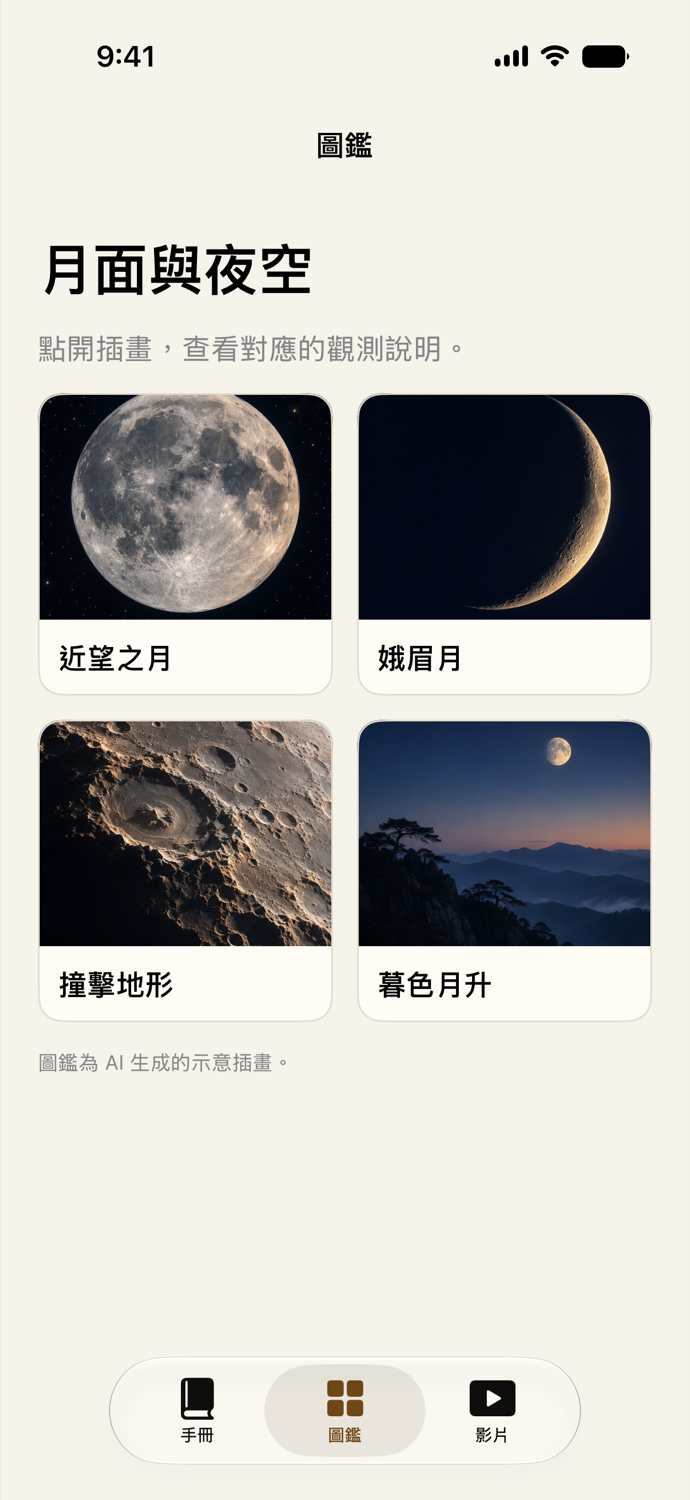 9:41
圖鑑
月面與夜空
點開插畫，查看對應的觀測說明。
近望之月
娥眉月
撞擊地形
暮色月升
圖鑑為 AI 生成的示意插畫。
手冊
圖鑑
影片